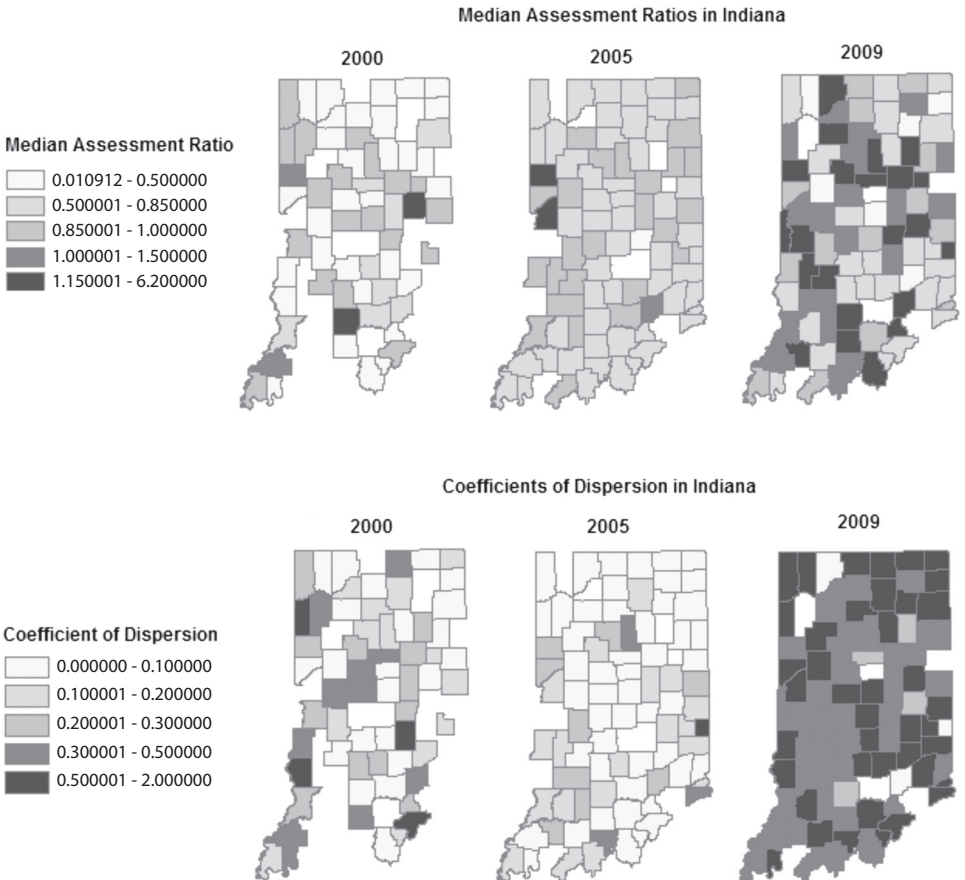 Median Assessment Ratios in Indiana
2000
2005
2009
Median Assessment Ratio
0.010912 - 0.500000
0.500001 - 0.850000
0.850001 - 1.000000
1.000001 - 1.500000
1.150001 - 6.200000
Coefficients of Dispersion in Indiana
2000
2005
2009
Coefficient of Dispersion
0.000000 - 0.100000
0.100001 - 0.200000
0.200001 - 0.300000
0.300001 - 0.500000
0.500001 - 2.000000